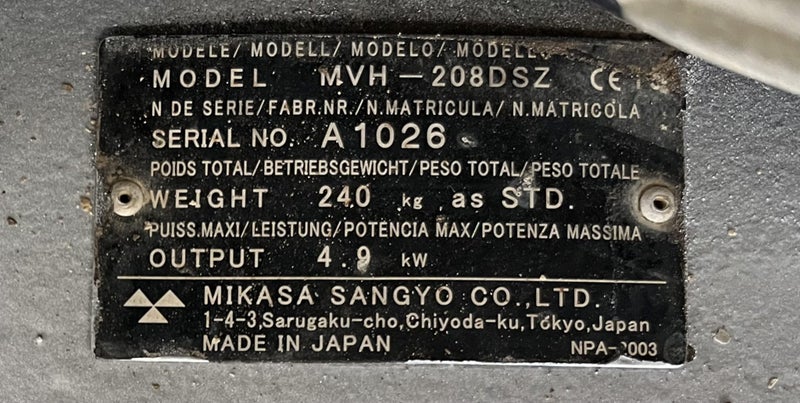 MODELE/ MODELL/ MODELO/ MODELL
MODEL MVH-208DSZ CE
N DE SERIE/FABR.NR./N.MATRICULA/N.MATRICOLA
SERIAL NO. A1026
POIDS TOTAL/BETRIEBSGEWICHT/PESO TOTAL/PESO TOTALE
WEIGHT 240 kg as STD.
PUISS.MAXI/LEISTUNG/POTENCIA MAX/POTENZA MASSIMA
OUTPUT 4.9 kW
MIKASA SANGYO CO.,LTD.
1-4-3,Sarugaku-cho,Chiyoda-ku,Tokyo,Japan
MADE IN JAPAN